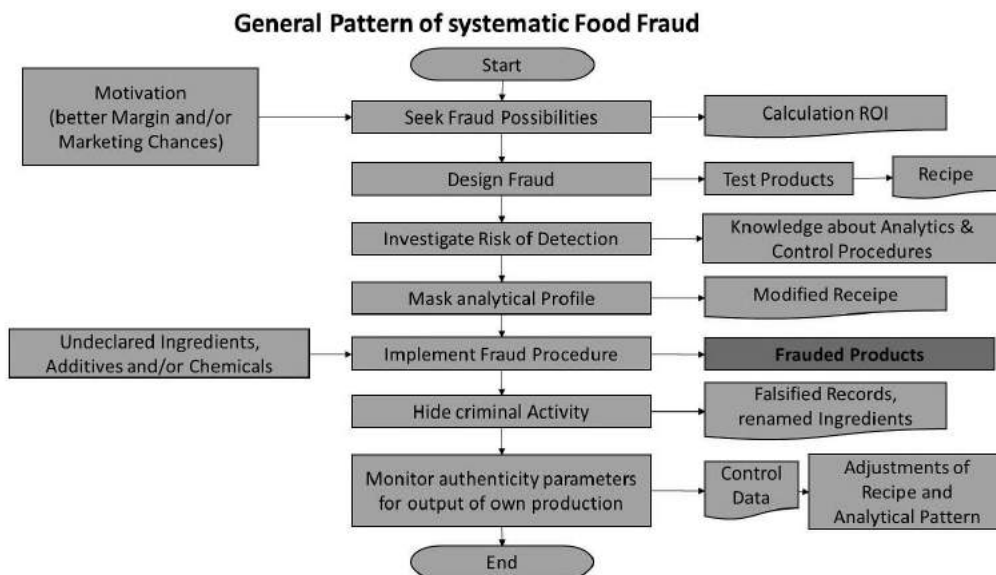 General Pattern of systematic Food Fraud
Start
Motivation
(better Margin and/or
Marketing Chances)
Seek Fraud Possibilities
Calculation ROI
Design Fraud
Test Products
Recipe
Investigate Risk of Detection
Knowledge about Analytics &
Control Procedures
Mask analytical Profile
Modified Receipe
Undeclared Ingredients,
Additives and/or Chemicals
Implement Fraud Procedure
Frauded Products
Hide criminal Activity
Falsified Records,
renamed Ingredients
Monitor authenticity parameters
for output of own production
Control
Data
Adjustments of
Recipe and
Analytical Pattern
End